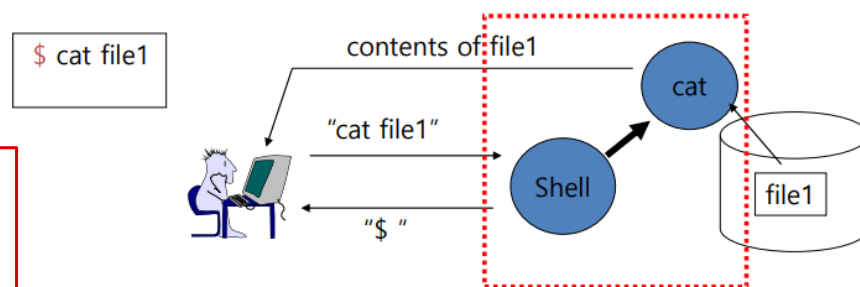 $ cat file1
contents of file1
cat
"cat file1"
Shell
file1
"$ "